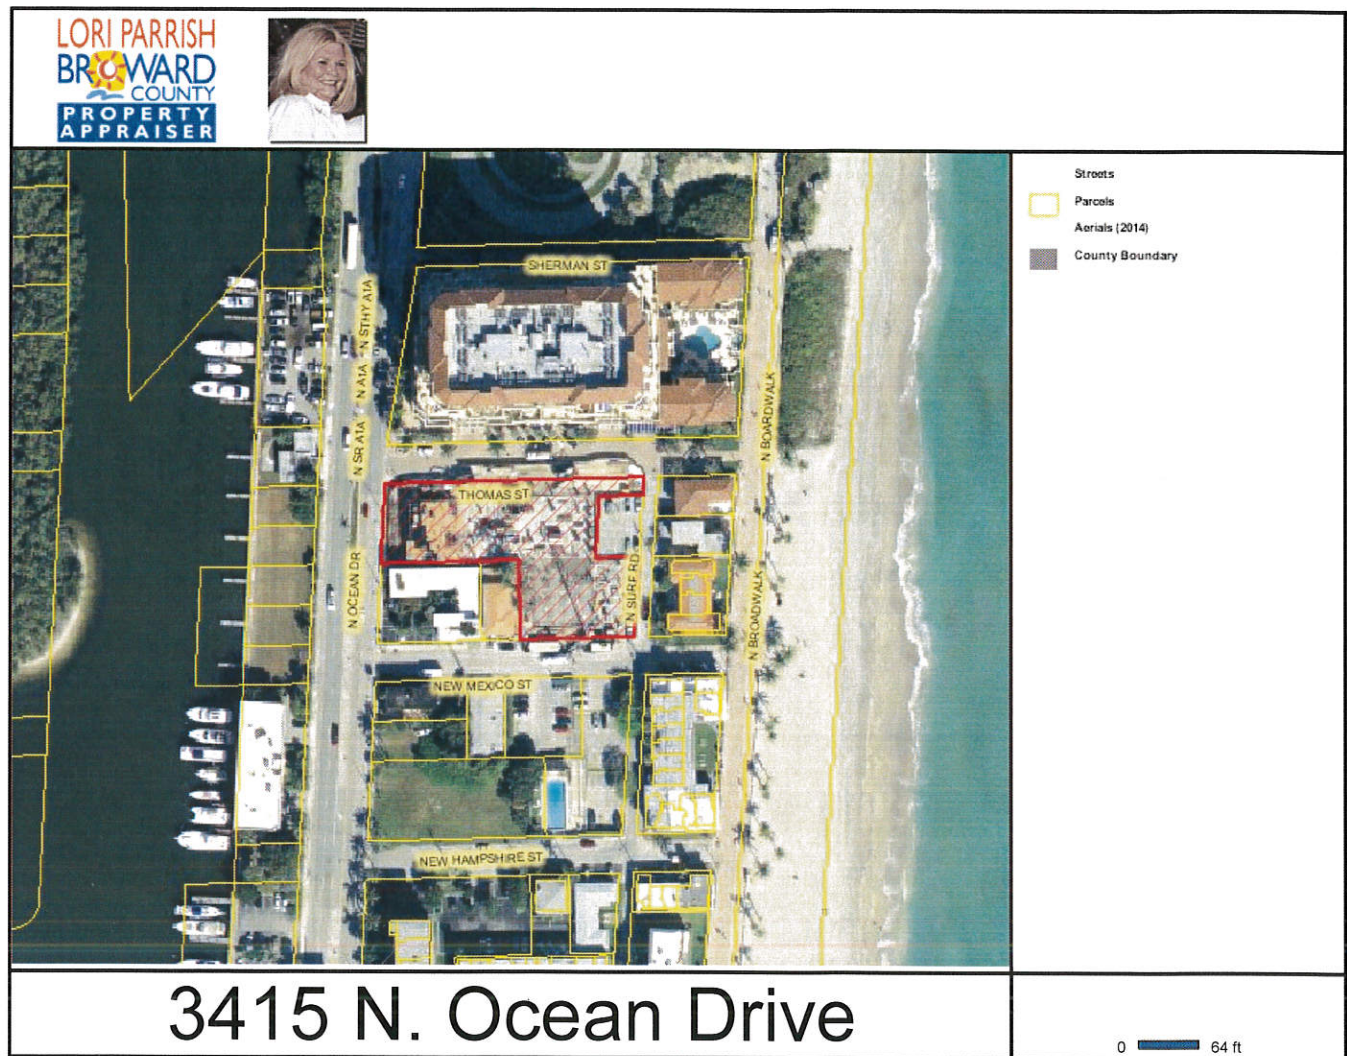 LORI PARRISH
BROWARD
COUNTY
PROPERTY
APPRAISER
Streets
Parcels
Aerials (2014)
County Boundary
SHERMAN ST
N STHY A1A
N A1A
N SR A1A
N BOARDWALK
THOMAS ST
N OCEAN DR
N SURF RD
N BROADWALK
NEW MEXICO ST
NEW HAMPSHIRE ST
3415 N. Ocean Drive
0 64 ft